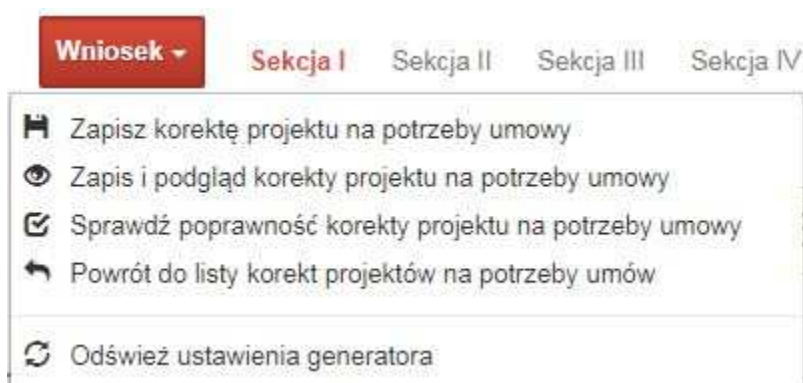 Wniosek Sekcja I Sekcja II Sekcja III Sekcja IV
Zapisz korektę projektu na potrzeby umowy
Zapis i podgląd korekty projektu na potrzeby umowy
Sprawdź poprawność korekty projektu na potrzeby umowy
Powrót do listy korekt projektów na potrzeby umów
Odśwież ustawienia generatora